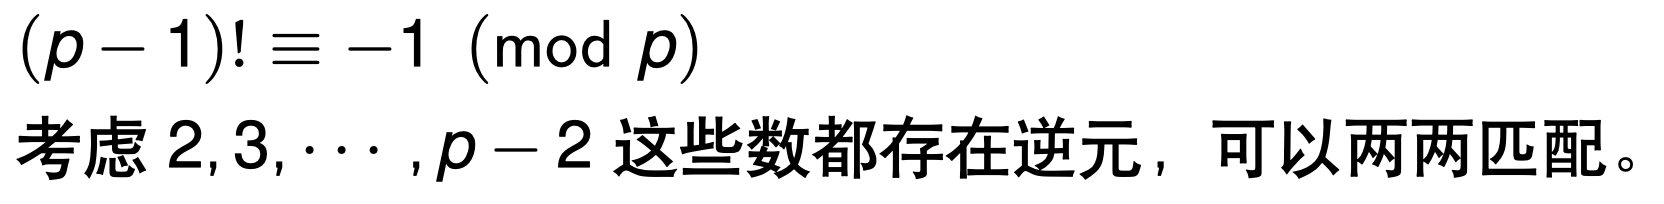 (p − 1)! ≡ −1 (mod p)
考虑 2, 3, · · · , p − 2 这些数都存在逆元，可以两两匹配。